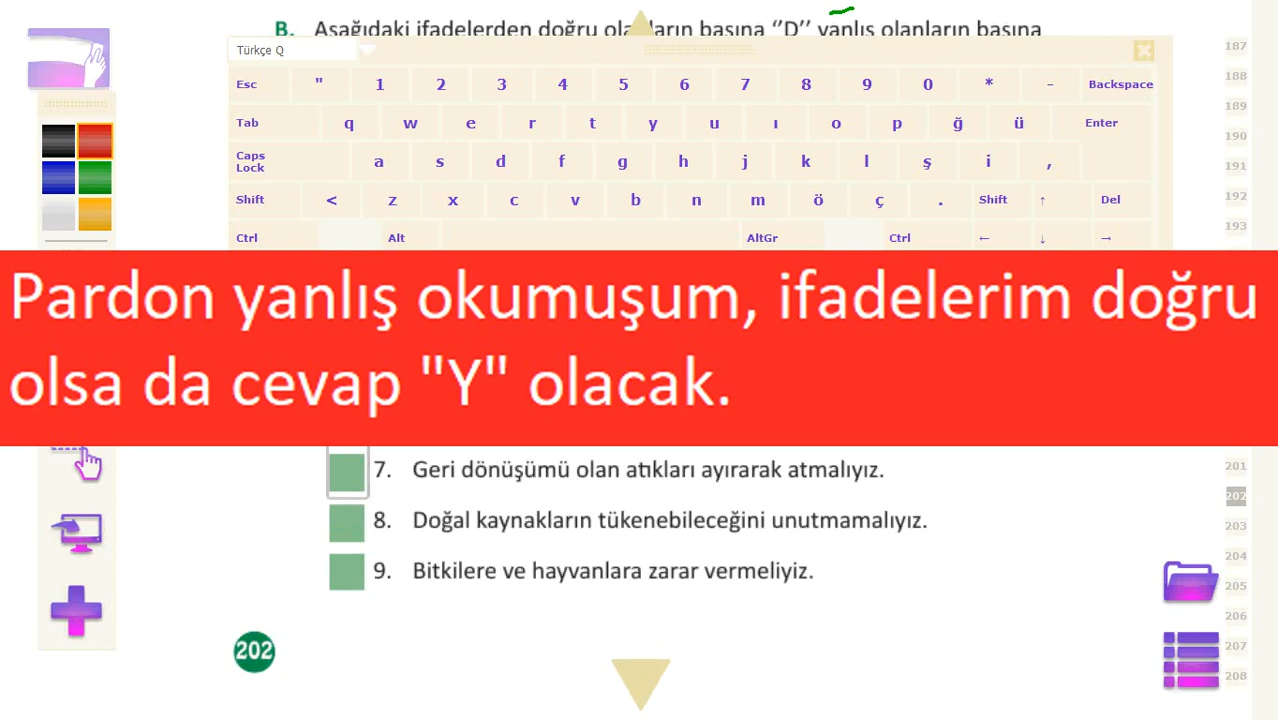 B. Aşağıdaki ifadelerden doğru olanların başına ‘‘D’’ yanlış olanların başına
Türkçe Q
Esc " 1 2 3 4 5 6 7 8 9 0 * - Backspace
Tab q w e r t y u ı o p ğ ü Enter
Caps Lock a s d f g h j k l ş i ,
Shift < z x c v b n m ö ç . Shift ↑ Del
Ctrl Alt AltGr Ctrl ← ↓ →
Pardon yanlış okumuşum, ifadelerim doğru
olsa da cevap "Y" olacak.
7. Geri dönüşümü olan atıkları ayırarak atmalıyız.
8. Doğal kaynakların tükenebileceğini unutmamalıyız.
9. Bitkilere ve hayvanlara zarar vermeliyiz.
202
187
188
189
190
191
192
193
201
202
203
204
205
206
207
208